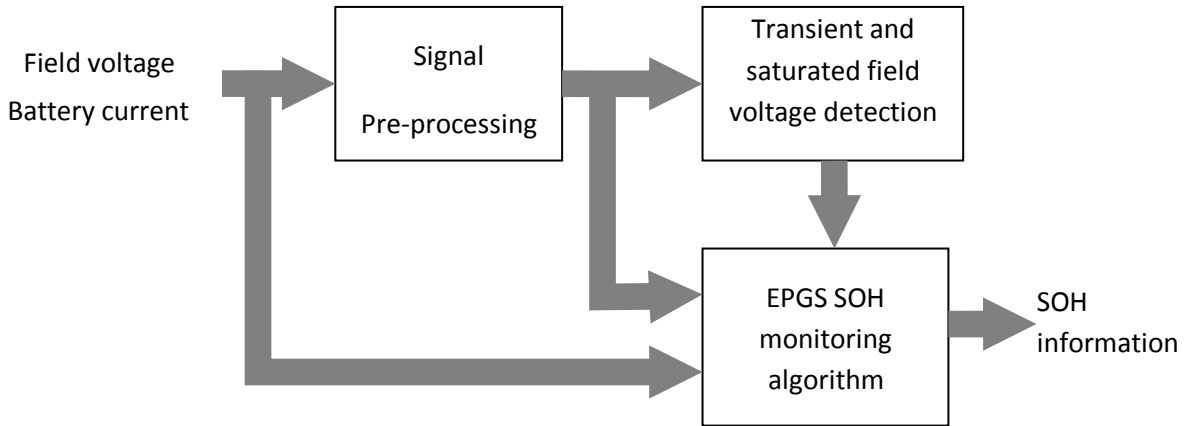 Field voltage
Battery current
Signal
Pre-processing
Transient and
saturated field
voltage detection
EPGS SOH
monitoring
algorithm
SOH
information